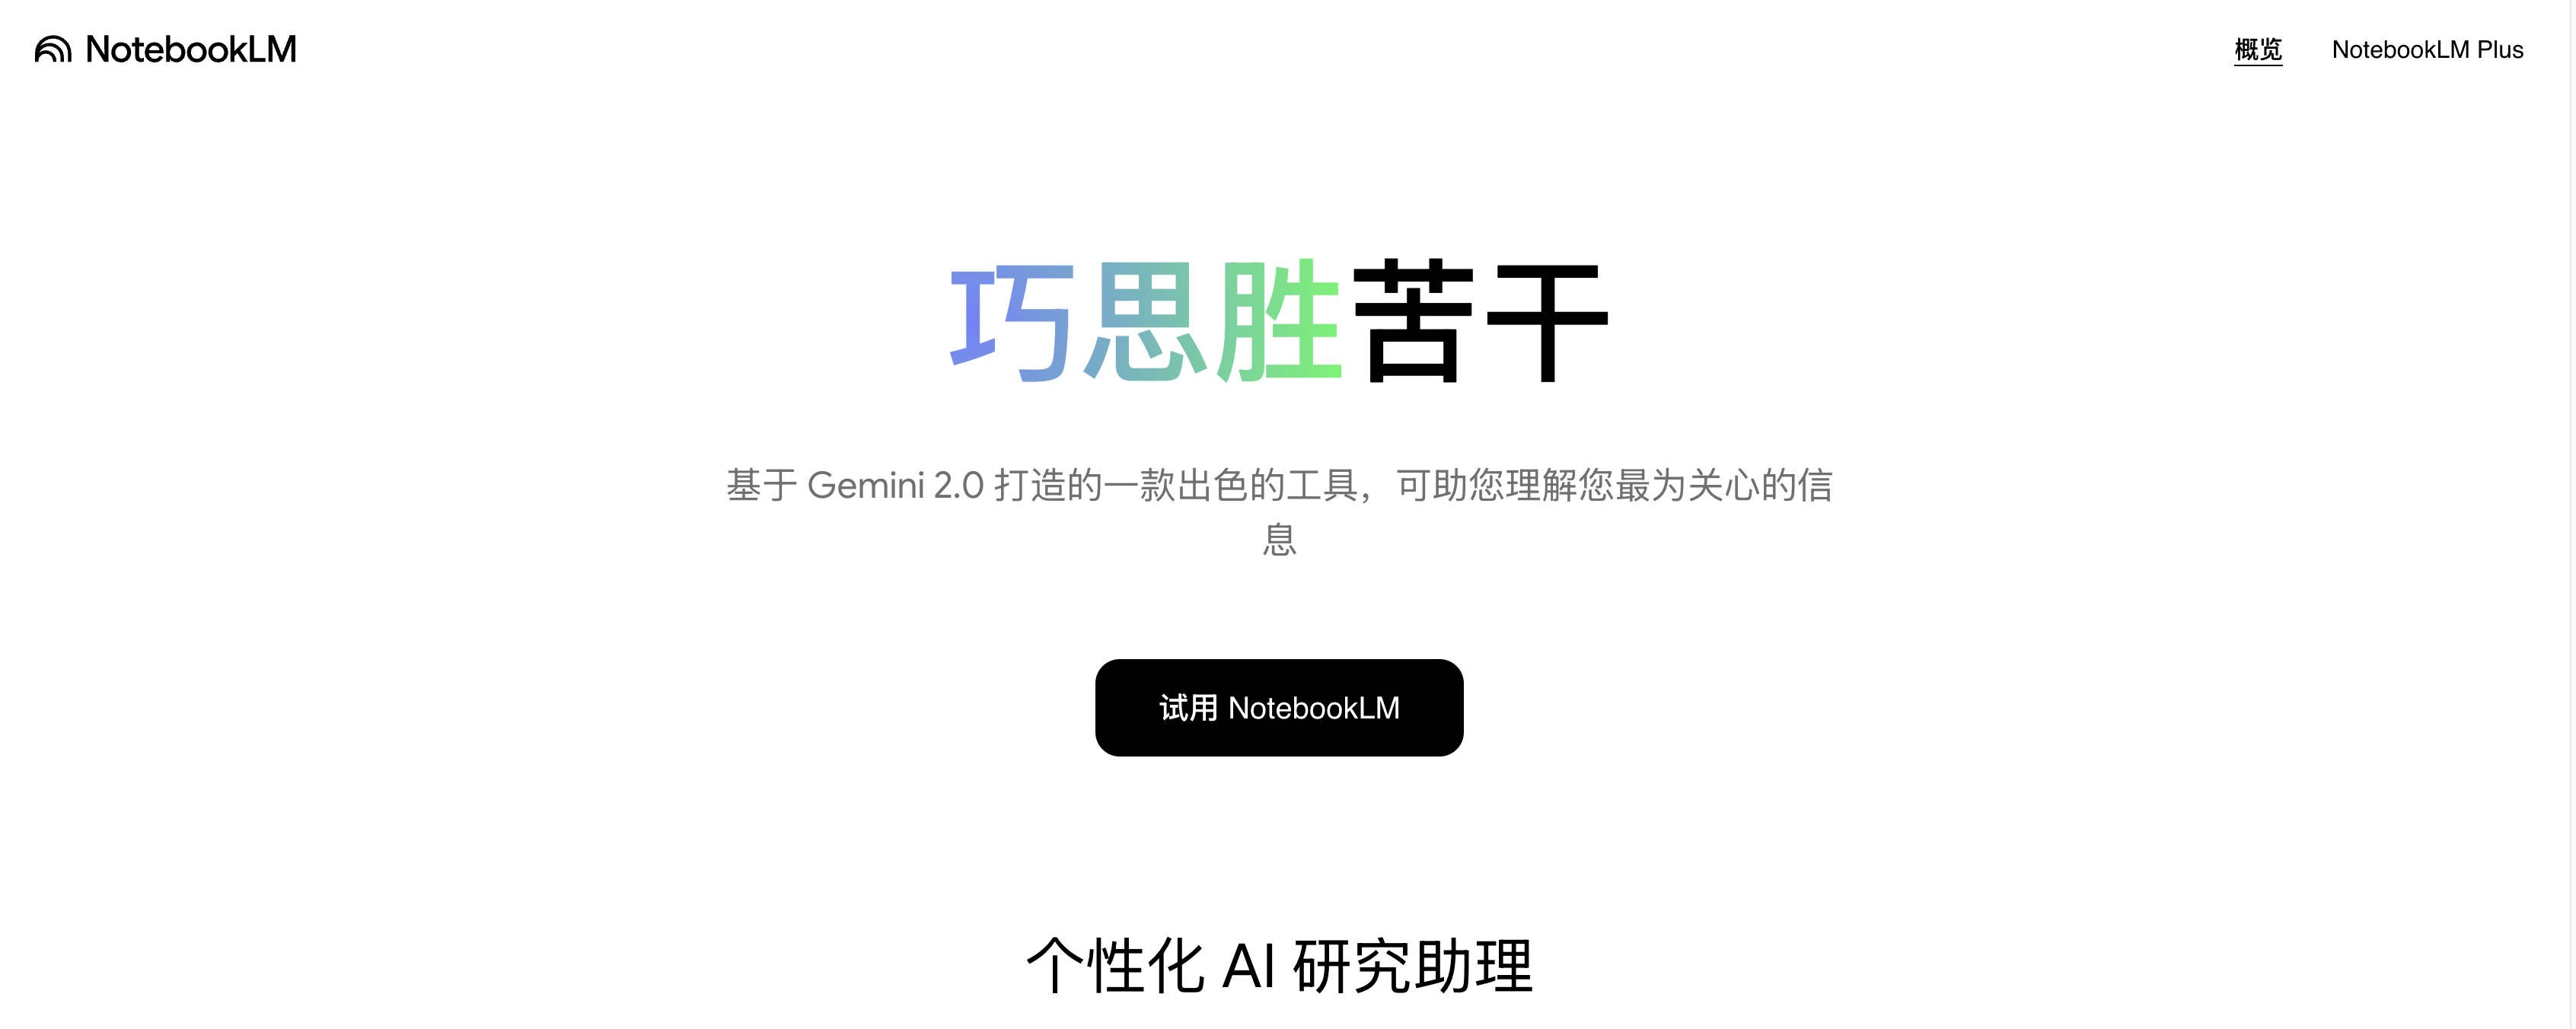 NotebookLM
概览
NotebookLM Plus
巧思胜苦干
基于 Gemini 2.0 打造的一款出色的工具，可助您理解您最为关心的信
息
试用 NotebookLM
个性化 AI 研究助理